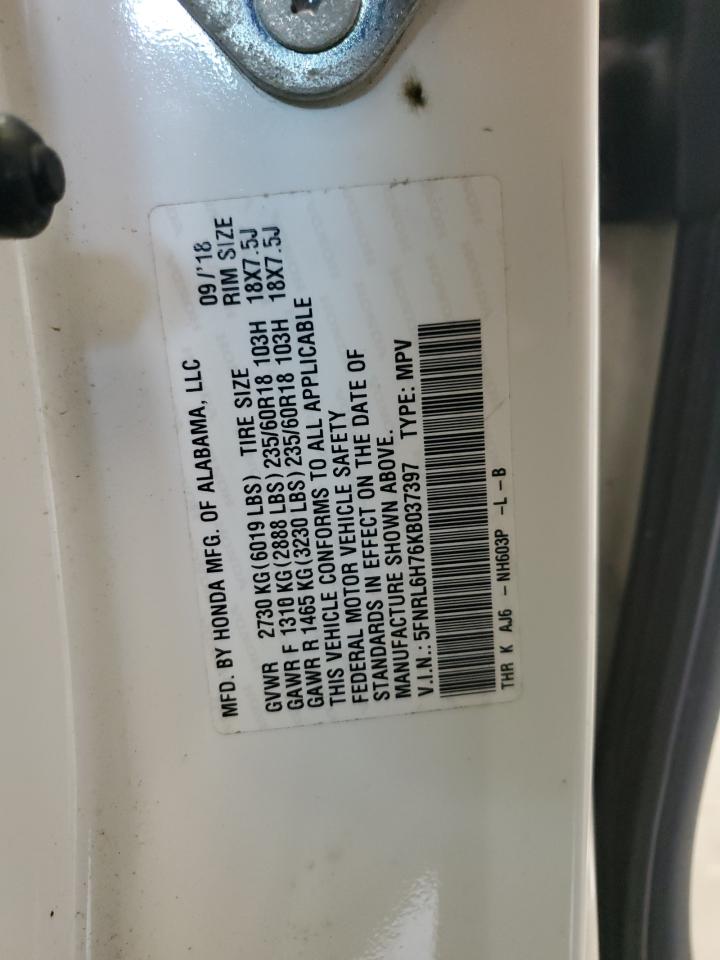 MFD. BY HONDA MFG. OF ALABAMA, LLC 09/'18
GVWR 2730 KG(6019 LBS) TIRE SIZE RIM SIZE
GAWR F 1310 KG(2888 LBS)235/60R18 103H 18X7.5J
GAWR R 1465 KG(3230 LBS)235/60R18 103H 18X7.5J
THIS VEHICLE CONFORMS TO ALL APPLICABLE
FEDERAL MOTOR VEHICLE SAFETY
STANDARDS IN EFFECT ON THE DATE OF
MANUFACTURE SHOWN ABOVE.
V.I.N.: 5FNRL6H76KB037397 TYPE: MPV
THR K AJ6 - NH603P -L-B